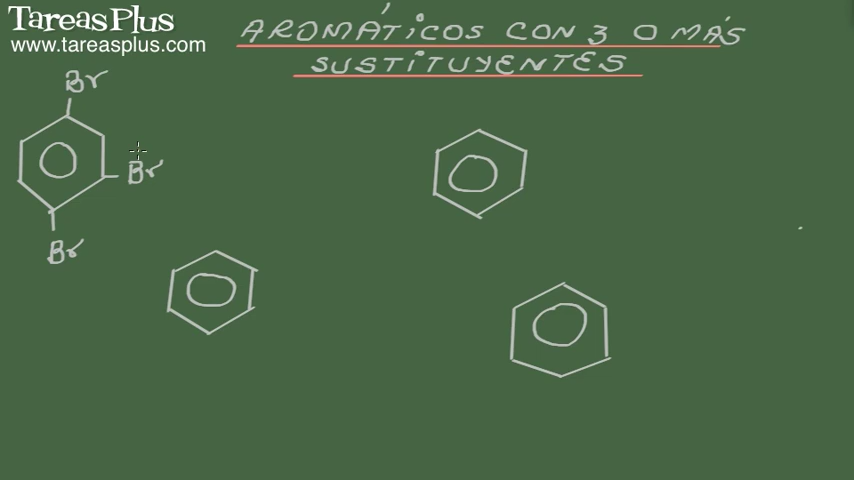 TareasPlus
www.tareasplus.com
AROMÁTiCOS CON 3 O MÁS
SUSTiTUYENTES
Br
Br
Br